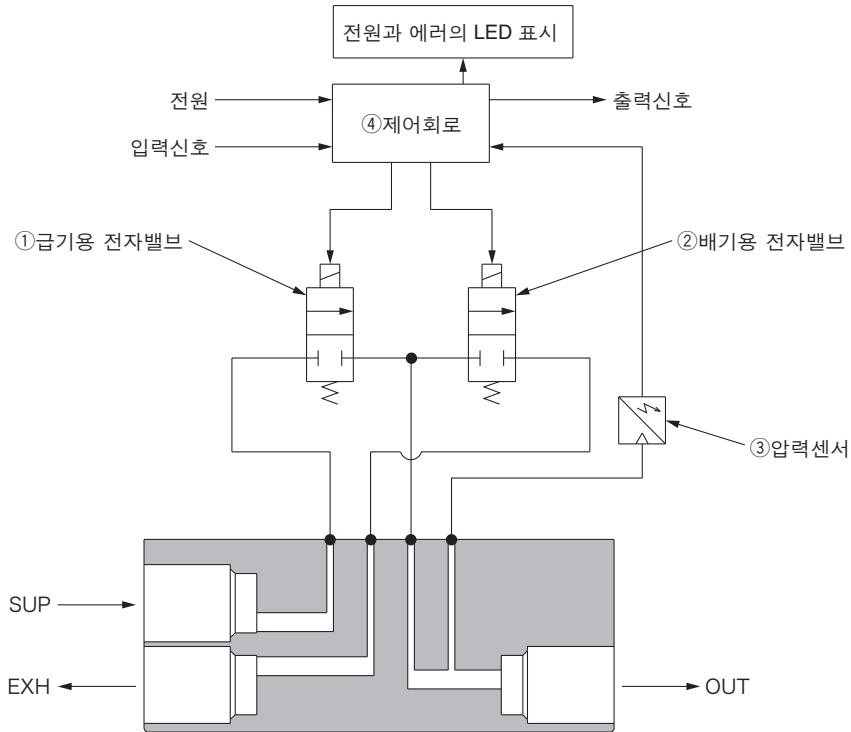 전원과 에러의 LED 표시
전원
④제어회로
출력신호
입력신호
①급기용 전자밸브
②배기용 전자밸브
③압력센서
SUP
EXH
OUT